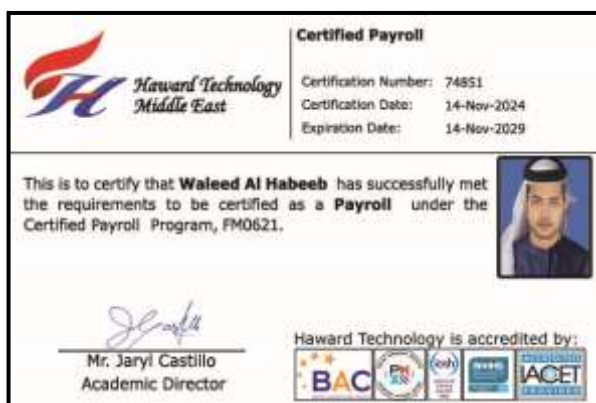 Haward Technology
Middle East
Certified Payroll
Certification Number: 74851
Certification Date: 14-Nov-2024
Expiration Date: 14-Nov-2029
This is to certify that Waleed Al Habeeb has successfully met
the requirements to be certified as a Payroll under the
Certified Payroll Program, FM0621.
Mr. Jaryl Castillo
Academic Director
Haward Technology is accredited by:
BAC
iosh
IACET